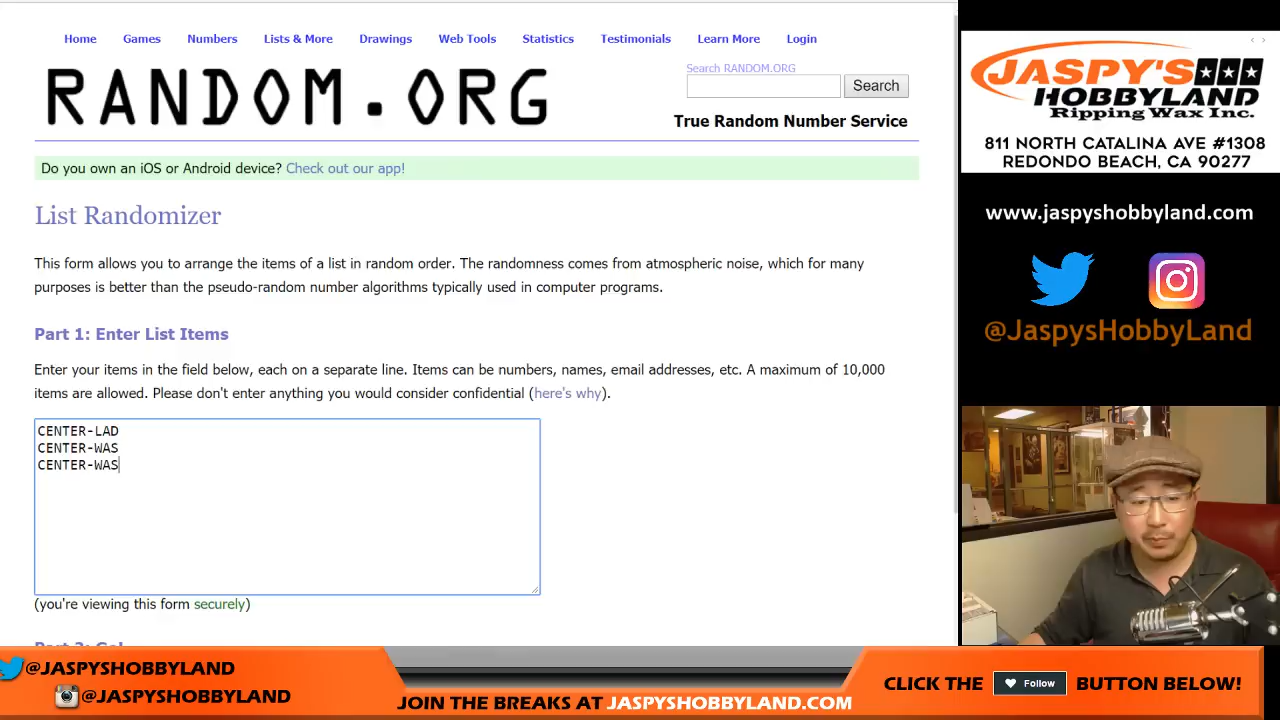 Home Games Numbers Lists & More Drawings Web Tools Statistics Testimonials Learn More Login
RANDOM.ORG
Search RANDOM.ORG
Search
True Random Number Service
Do you own an iOS or Android device? Check out our app!
List Randomizer
This form allows you to arrange the items of a list in random order. The randomness comes from atmospheric noise, which for many
purposes is better than the pseudo-random number algorithms typically used in computer programs.
Part 1: Enter List Items
Enter your items in the field below, each on a separate line. Items can be numbers, names, email addresses, etc. A maximum of 10,000
items are allowed. Please don't enter anything you would consider confidential (here's why).
CENTER-LAD
CENTER-WAS
CENTER-WAS
(you're viewing this form securely)
JASPY'S
HOBBYLAND
Ripping Wax Inc.
811 NORTH CATALINA AVE #1308
REDONDO BEACH, CA 90277
www.jaspyshobbyland.com
@JaspysHobbyLand
@JASPYSHOBBYLAND
@JASPYSHOBBYLAND
JOIN THE BREAKS AT JASPYSHOBBYLAND.COM
CLICK THE Follow BUTTON BELOW!